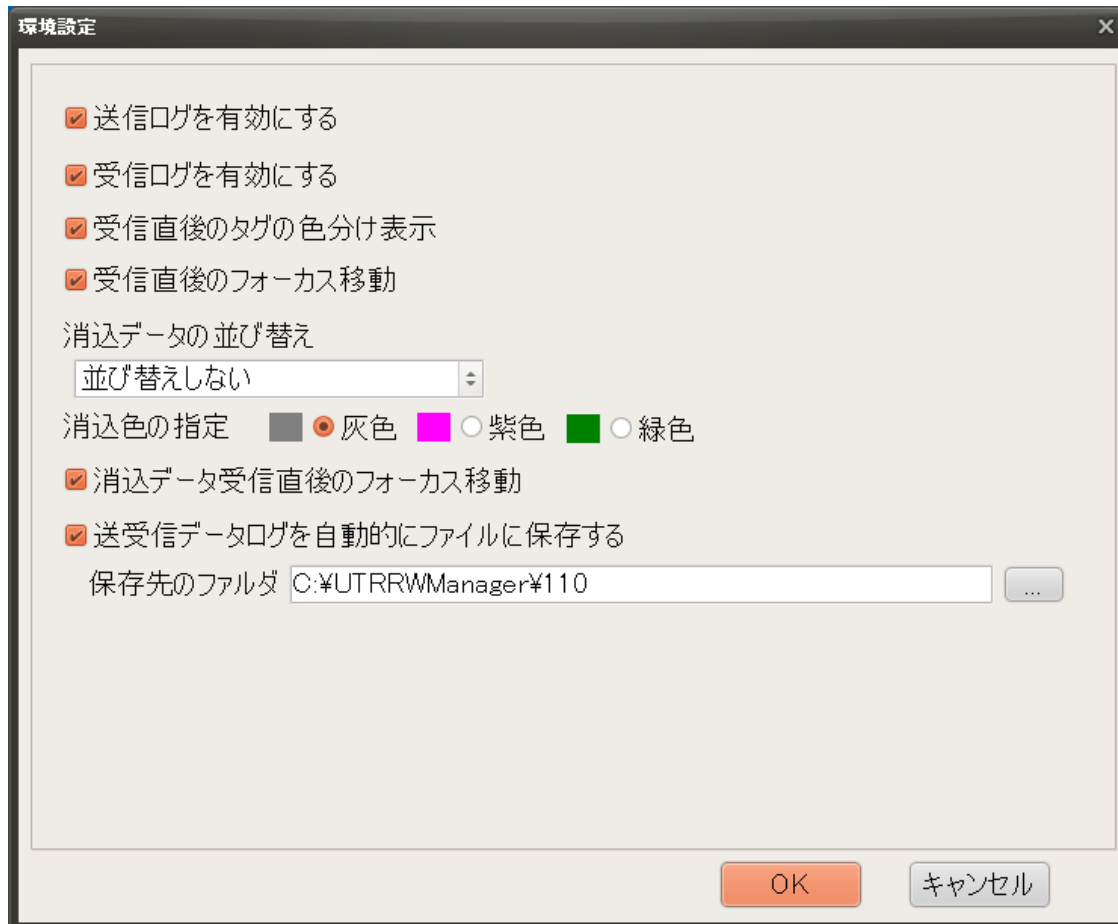 環境設定
送信ログを有効にする
受信ログを有効にする
受信直後のタグの色分け表示
受信直後のフォーカス移動
消込データの並び替え
並び替えしない
消込色の指定 灰色 紫色 緑色
消込データ受信直後のフォーカス移動
送受信データログを自動的にファイルに保存する
保存先のファルダ C:¥UTRRWManager¥110 ...
OK キャンセル